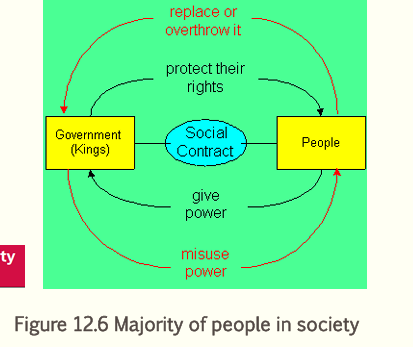 replace or
overthrow it
protect their
rights
Government
(Kings)
Social
Contract
People
give
power
ty
misuse
power
Figure 12.6 Majority of people in society